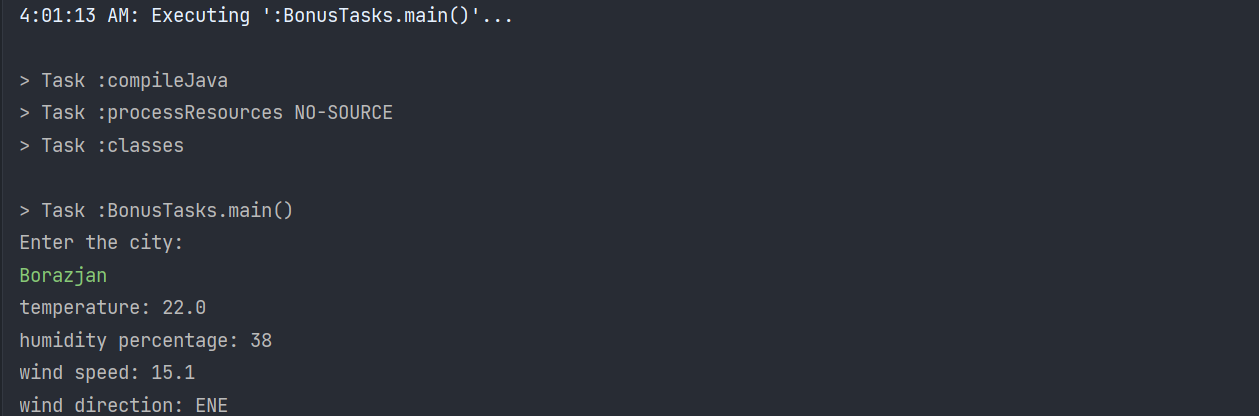 4:01:13 AM: Executing ':BonusTasks.main()'...
> Task :compileJava
> Task :processResources NO-SOURCE
> Task :classes
> Task :BonusTasks.main()
Enter the city:
Borazjan
temperature: 22.0
humidity percentage: 38
wind speed: 15.1
wind direction: ENE